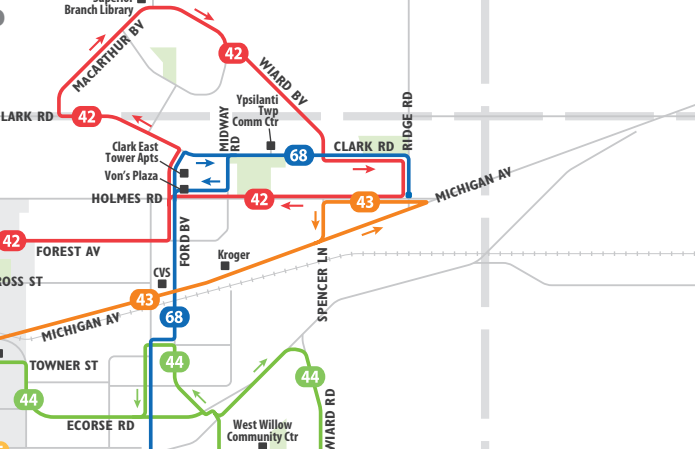 Superior
Branch Library
MACARTHUR BV
42
WIARD BV
LARK RD
42
Ypsilanti
Twp
Comm Ctr
MIDWAY
RD
RIDGE RD
Clark East
Tower Apts
68
CLARK RD
Von's Plaza
HOLMES RD
42
43
MICHIGAN AV
42
FOREST AV
FORD BV
Kroger
SPENCER LN
OSS ST
CVS
43
68
MICHIGAN AV
TOWNER ST
44
44
44
ECORSE RD
West Willow
Community Ctr
WIARD RD